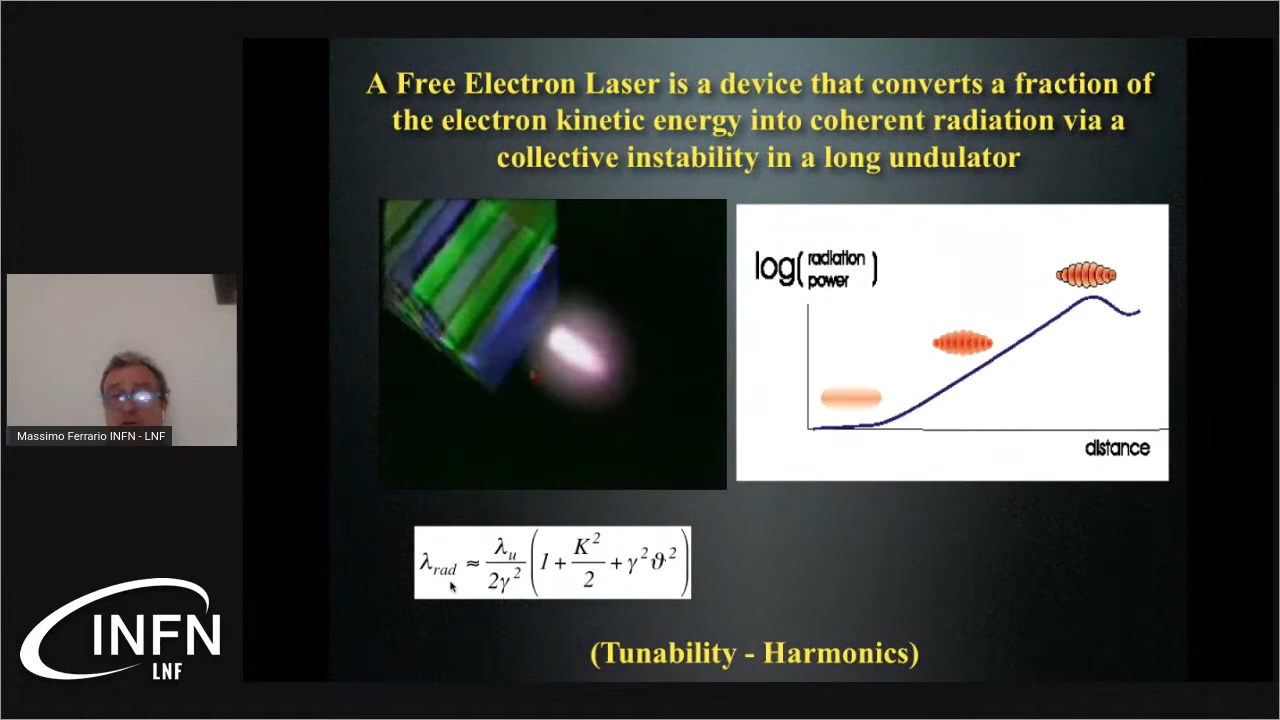 A Free Electron Laser is a device that converts a fraction of
the electron kinetic energy into coherent radiation via a
collective instability in a long undulator
log( radiation
power )
distance
Massimo Ferrario INFN - LNF
λrad ≈ λu / 2γ² (1 + K² / 2 + γ²ϑ²)
INFN
LNF
(Tunability - Harmonics)